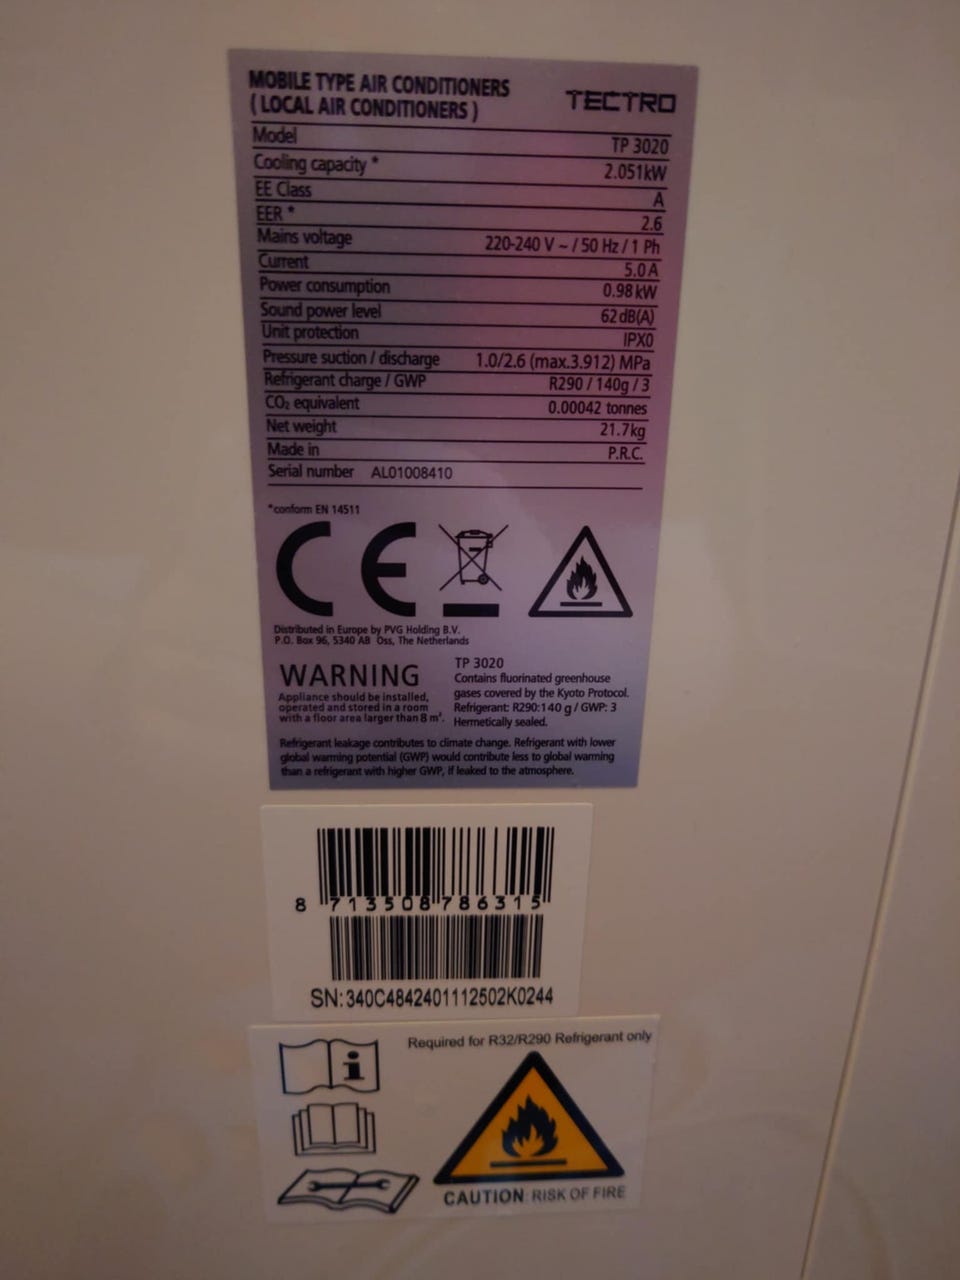 MOBILE TYPE AIR CONDITIONERS
( LOCAL AIR CONDITIONERS )
TECTRO
Model TP 3020
Cooling capacity * 2.051kW
EE Class A
EER * 2.6
Mains voltage 220-240 V ~ / 50 Hz / 1 Ph
Current 5.0 A
Power consumption 0.98 kW
Sound power level 62 dB(A)
Unit protection IPX0
Pressure suction / discharge 1.0/2.6 (max.3.912) MPa
Refrigerant charge / GWP R290 / 140g / 3
CO₂ equivalent 0.00042 tonnes
Net weight 21.7kg
Made in P.R.C.
Serial number AL01008410
*conform EN 14511
CE
Distributed in Europe by PVG Holding B.V.
P.O. Box 96, 5340 AB Oss, The Netherlands
WARNING
Appliance should be installed,
operated and stored in a room
with a floor area larger than 8 m².
TP 3020
Contains fluorinated greenhouse
gases covered by the Kyoto Protocol.
Refrigerant: R290:140 g / GWP: 3
Hermetically sealed.
Refrigerant leakage contributes to climate change. Refrigerant with lower
global warming potential (GWP) would contribute less to global warming
than a refrigerant with higher GWP, if leaked to the atmosphere.
8 713508 786315
SN:340C4842401112502K0244
Required for R32/R290 Refrigerant only
i
CAUTION: RISK OF FIRE